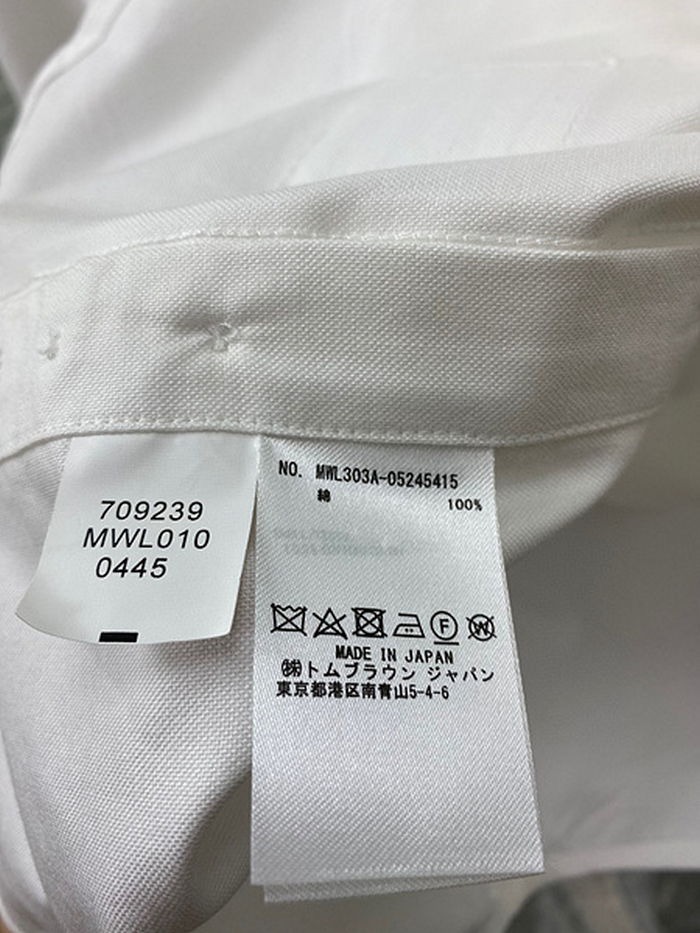 709239
MWL010
0445
NO. MWL303A-05245415
綿 100%
F W
MADE IN JAPAN
㈱トムブラウン ジャパン
東京都港区南青山5-4-6